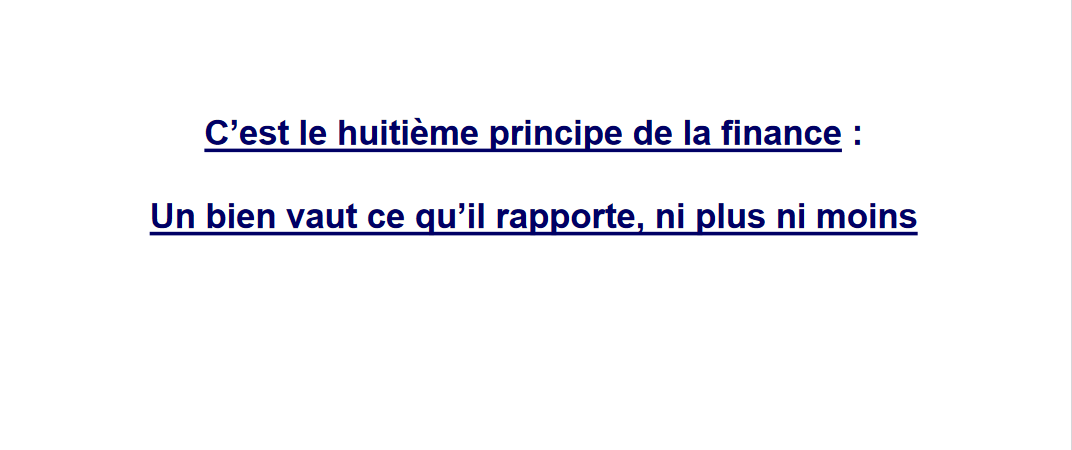 C’est le huitième principe de la finance :
Un bien vaut ce qu’il rapporte, ni plus ni moins